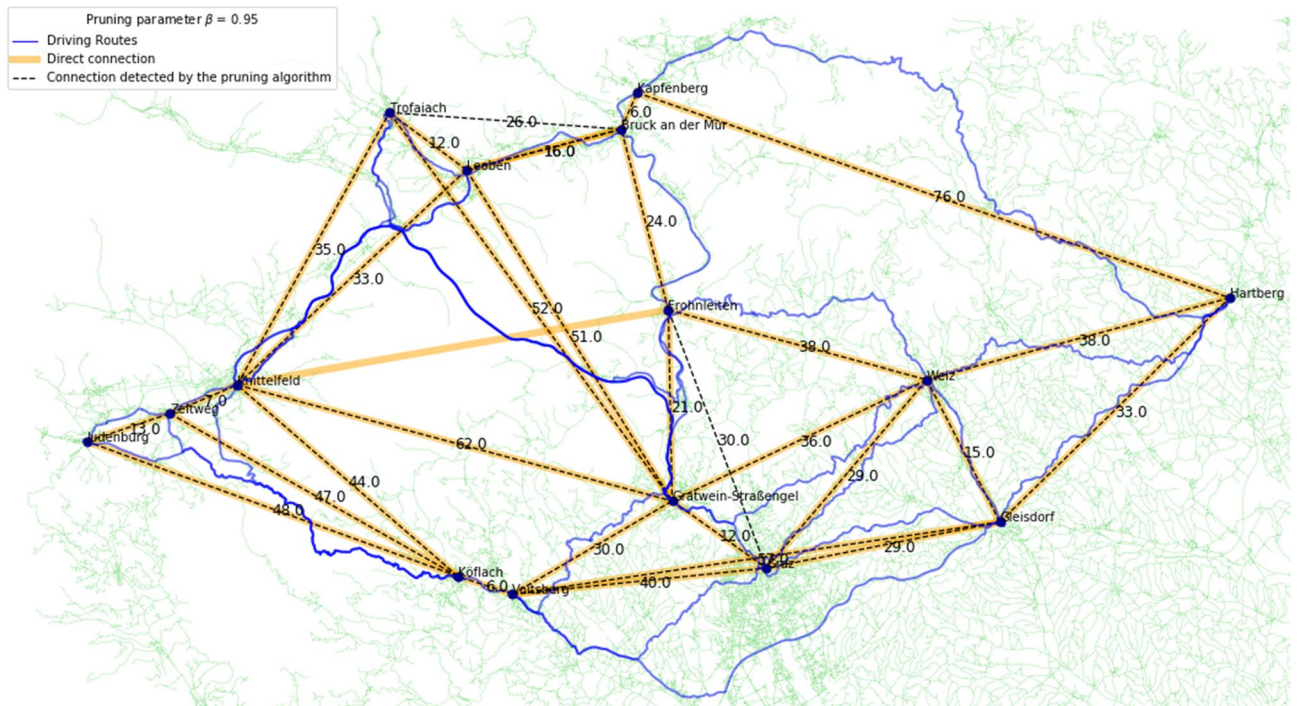 Pruning parameter β = 0.95
Driving Routes
Direct connection
Connection detected by the pruning algorithm
Kapfenberg
Trofaiach
6.0
26.0
Bruck an der Mur
12.0
16.0
Leoben
76.0
24.0
35.0
33.0
Hartberg
Frohnleiten
52.0
51.0
38.0
38.0
Knittelfeld
Weiz
7.0
Zeltweg
21.0
33.0
13.0
Judenburg
30.0
36.0
62.0
15.0
29.0
44.0
47.0
Gratwein-Straßengel
48.0
Gleisdorf
12.0
30.0
29.0
57.0
Graz
Köflach
40.0
6.0
Voitsberg